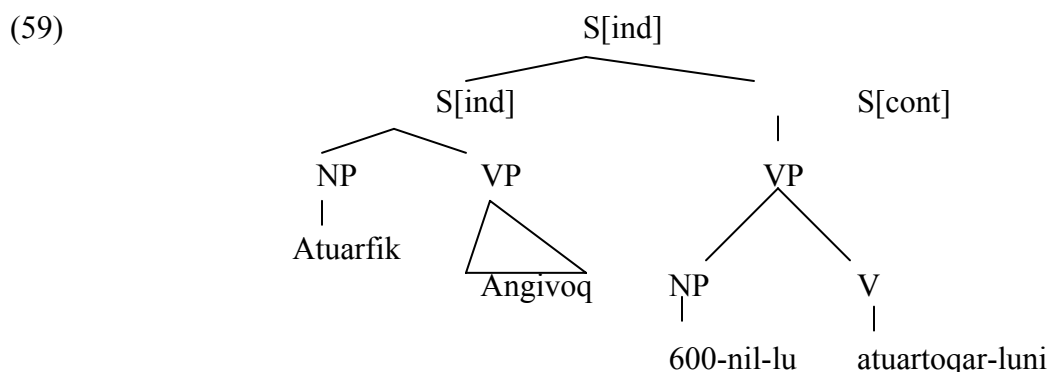 (59) S[ind]
S[ind] S[cont]
NP VP VP
Atuarfik
Angivoq NP V
600-nil-lu atuartoqar-luni